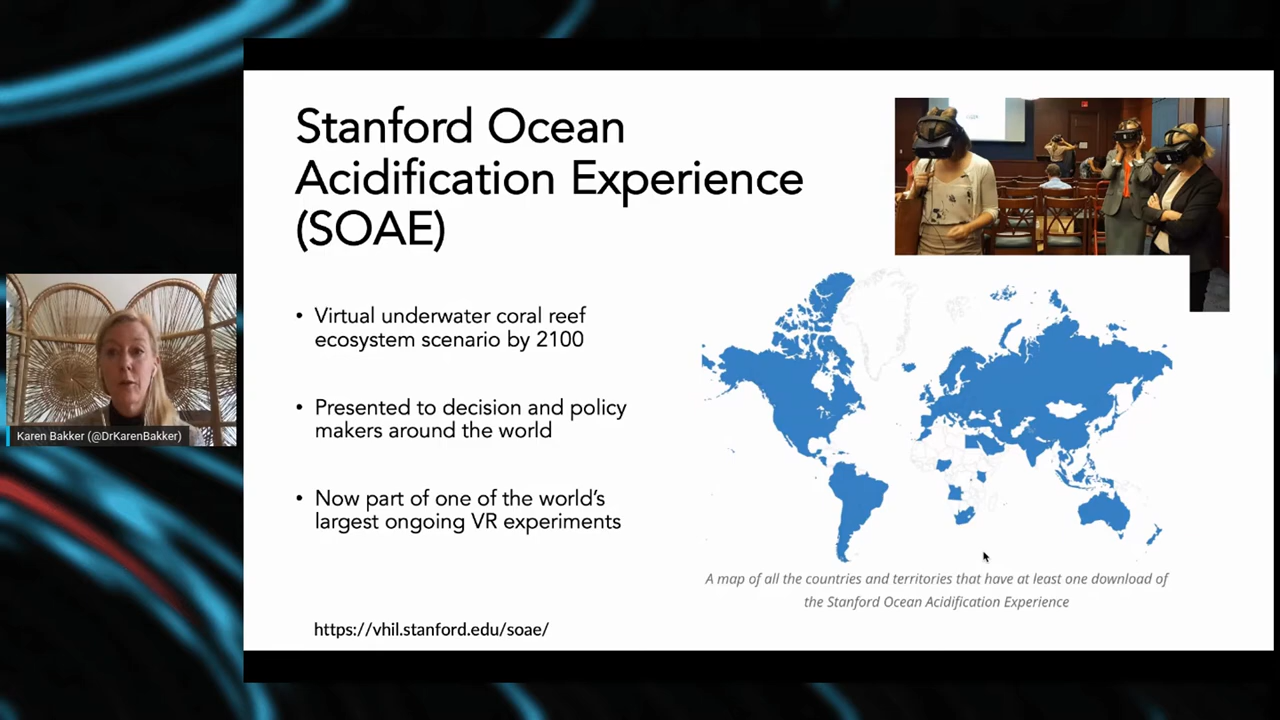 Stanford Ocean
Acidification Experience
(SOAE)
• Virtual underwater coral reef
ecosystem scenario by 2100
• Presented to decision and policy
makers around the world
• Now part of one of the world’s
largest ongoing VR experiments
https://vhil.stanford.edu/soae/
A map of all the countries and territories that have at least one download of
the Stanford Ocean Acidification Experience
Karen Bakker (@DrKarenBakker)